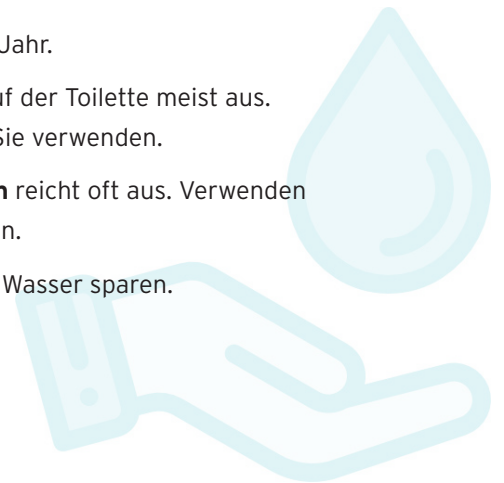 Jahr.
uf der Toilette meist aus.
Sie verwenden.
n reicht oft aus. Verwenden
n.
Wasser sparen.